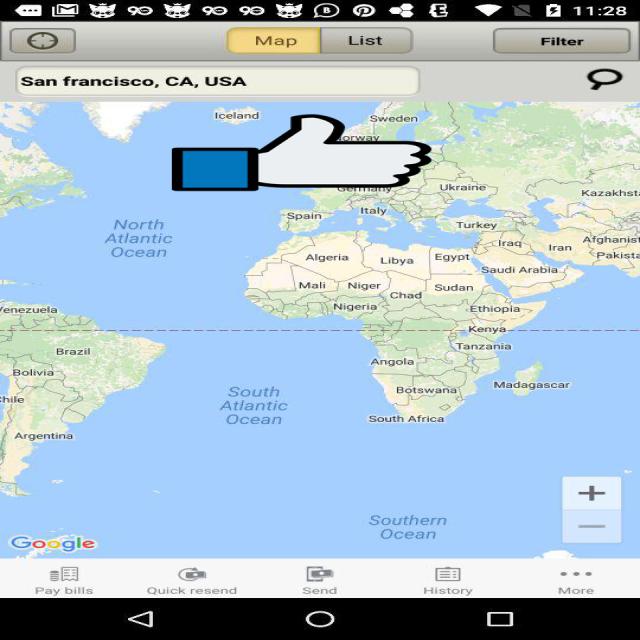 B 11:28
Map List Filter
San francisco, CA, USA
Iceland
Sweden
Norway
Germany
Ukraine
Kazakhsta
Spain
Italy
Turkey
Iraq
Iran
Afghanist
Pakista
North
Atlantic
Ocean
Algeria
Libya
Egypt
Saudi Arabia
Mali
Niger
Chad
Sudan
Nigeria
Ethiopia
Venezuela
Kenya
Brazil
Tanzania
Bolivia
Angola
Botswana
Madagascar
Chile
South
Atlantic
Ocean
South Africa
Argentina
+
−
Southern
Ocean
Google
Pay bills Quick resend Send History More